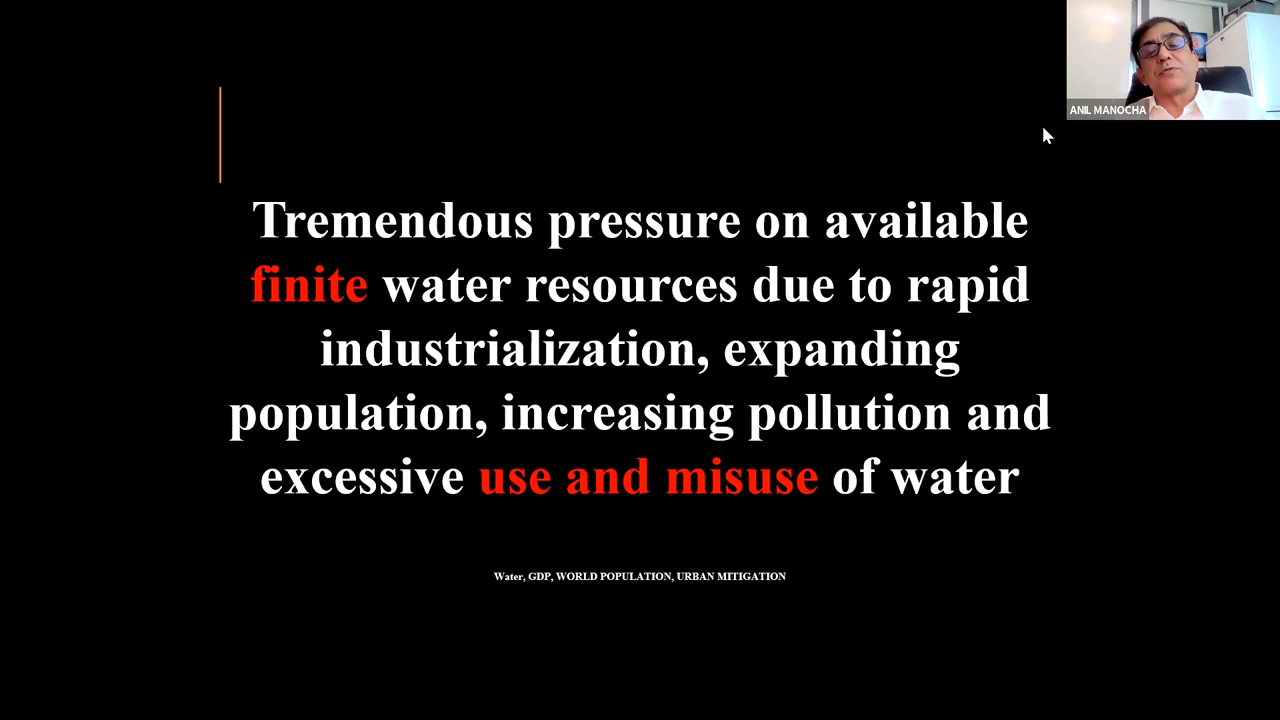 ANIL MANOCHA
Tremendous pressure on available
finite water resources due to rapid
industrialization, expanding
population, increasing pollution and
excessive use and misuse of water
Water, GDP, WORLD POPULATION, URBAN MITIGATION